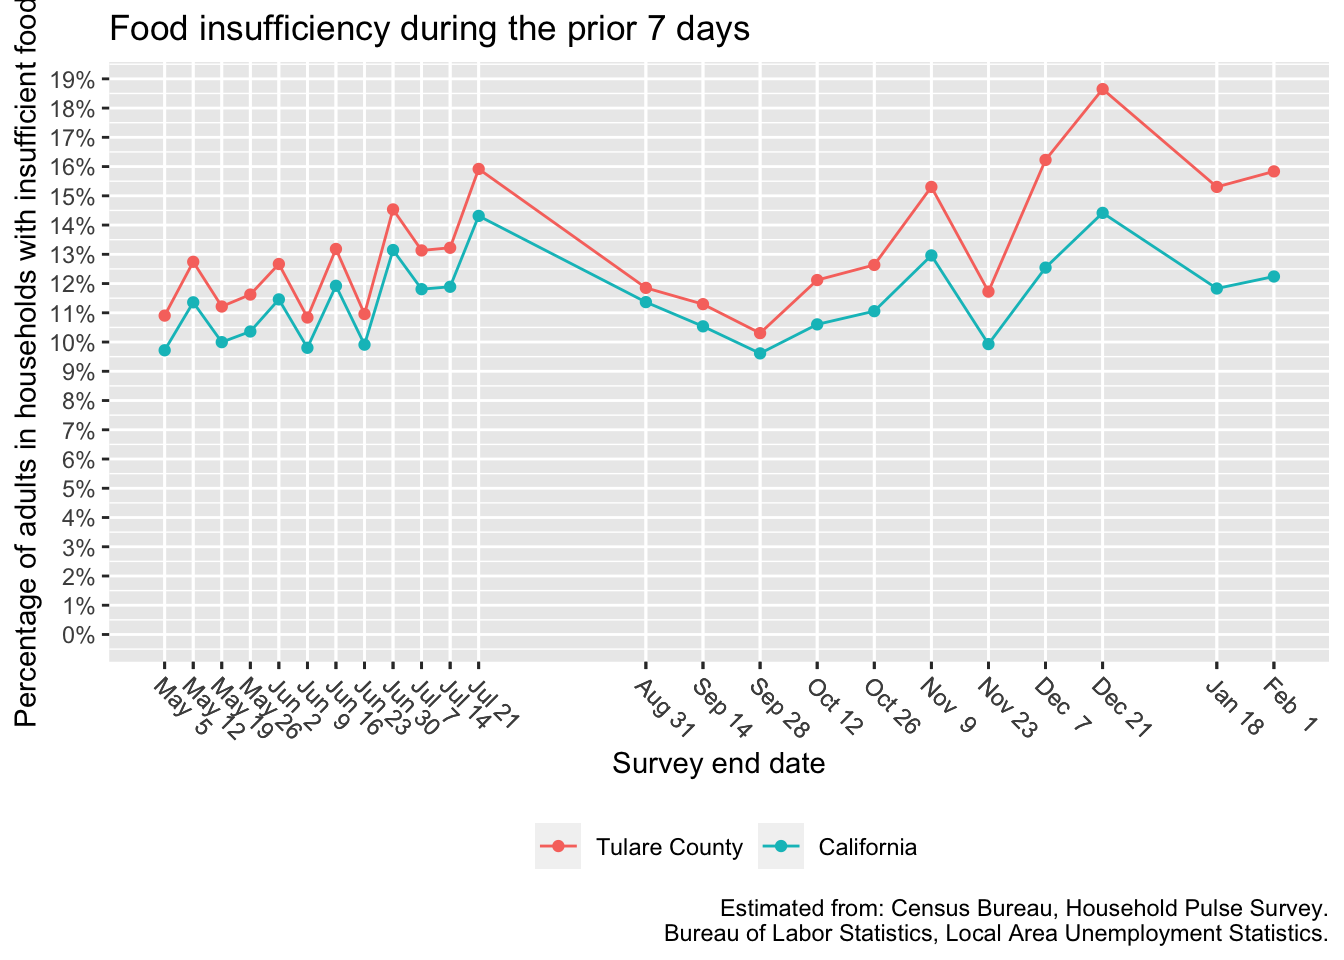 Food insufficiency during the prior 7 days
Percentage of adults in households with insufficient food
19%
18%
17%
16%
15%
14%
13%
12%
11%
10%
9%
8%
7%
6%
5%
4%
3%
2%
1%
0%
May 5
May 12
May 19
May 26
Jun 2
Jun 9
Jun 16
Jun 23
Jun 30
Jul 7
Jul 14
Jul 21
Aug 31
Sep 14
Sep 28
Oct 12
Oct 26
Nov 9
Nov 23
Dec 7
Dec 21
Jan 18
Feb 1
Survey end date
Tulare County
California
Estimated from: Census Bureau, Household Pulse Survey.
Bureau of Labor Statistics, Local Area Unemployment Statistics.